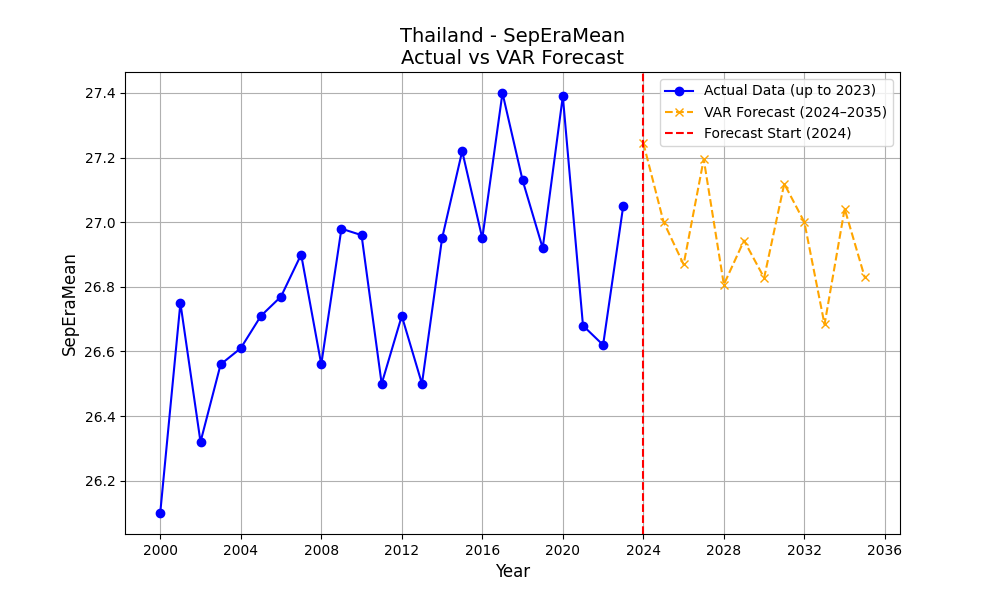 Thailand - SepEraMean
Actual vs VAR Forecast
Actual Data (up to 2023)
VAR Forecast (2024–2035)
Forecast Start (2024)
SepEraMean
27.4
27.2
27.0
26.8
26.6
26.4
26.2
2000 2004 2008 2012 2016 2020 2024 2028 2032 2036
Year